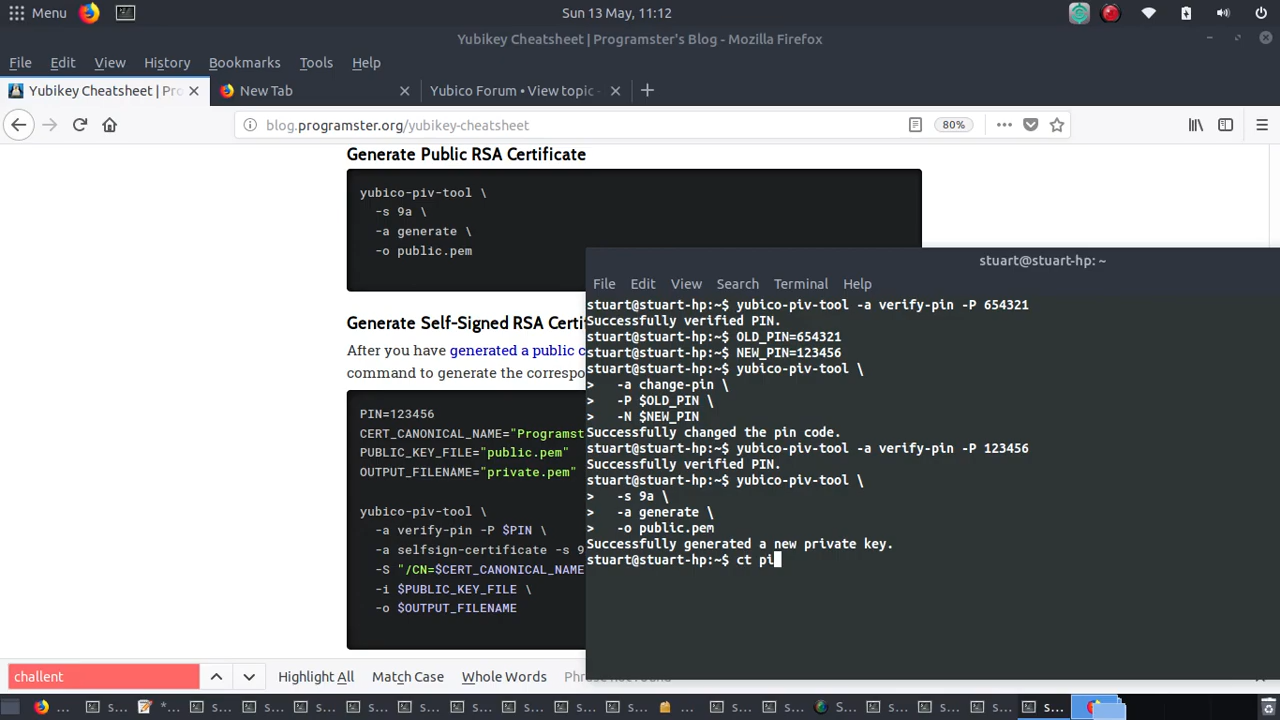 Menu
Sun 13 May, 11:12
Yubikey Cheatsheet | Programster's Blog - Mozilla Firefox
File Edit View History Bookmarks Tools Help
Yubikey Cheatsheet | Pro
New Tab
Yubico Forum • View topic -
blog.programster.org/yubikey-cheatsheet
80%
Generate Public RSA Certificate
yubico-piv-tool \
-s 9a \
-a generate \
-o public.pem
Generate Self-Signed RSA Certi
After you have generated a public c
command to generate the correspo
PIN=123456
CERT_CANONICAL_NAME="Programst
PUBLIC_KEY_FILE="public.pem"
OUTPUT_FILENAME="private.pem"
yubico-piv-tool \
-a verify-pin -P $PIN \
-a selfsign-certificate -s 9
-S "/CN=$CERT_CANONICAL_NAME
-i $PUBLIC_KEY_FILE \
-o $OUTPUT_FILENAME
stuart@stuart-hp: ~
File Edit View Search Terminal Help
stuart@stuart-hp:~$ yubico-piv-tool -a verify-pin -P 654321
Successfully verified PIN.
stuart@stuart-hp:~$ OLD_PIN=654321
stuart@stuart-hp:~$ NEW_PIN=123456
stuart@stuart-hp:~$ yubico-piv-tool \
> -a change-pin \
> -P $OLD_PIN \
> -N $NEW_PIN
Successfully changed the pin code.
stuart@stuart-hp:~$ yubico-piv-tool -a verify-pin -P 123456
Successfully verified PIN.
stuart@stuart-hp:~$ yubico-piv-tool \
> -s 9a \
> -a generate \
> -o public.pem
Successfully generated a new private key.
stuart@stuart-hp:~$ ct pi
challent
Highlight All Match Case Whole Words